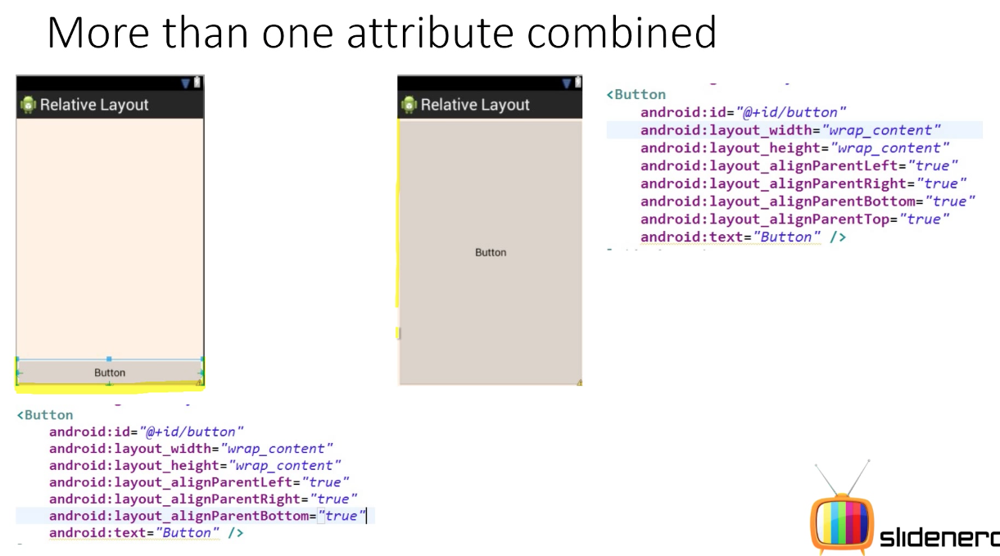 More than one attribute combined
Relative Layout
Button
<Button
android:id="@+id/button"
android:layout_width="wrap_content"
android:layout_height="wrap_content"
android:layout_alignParentLeft="true"
android:layout_alignParentRight="true"
android:layout_alignParentBottom="true"
android:text="Button" />
Relative Layout
Button
<Button
android:id="@+id/button"
android:layout_width="wrap_content"
android:layout_height="wrap_content"
android:layout_alignParentLeft="true"
android:layout_alignParentRight="true"
android:layout_alignParentBottom="true"
android:layout_alignParentTop="true"
android:text="Button" />
slidenerd